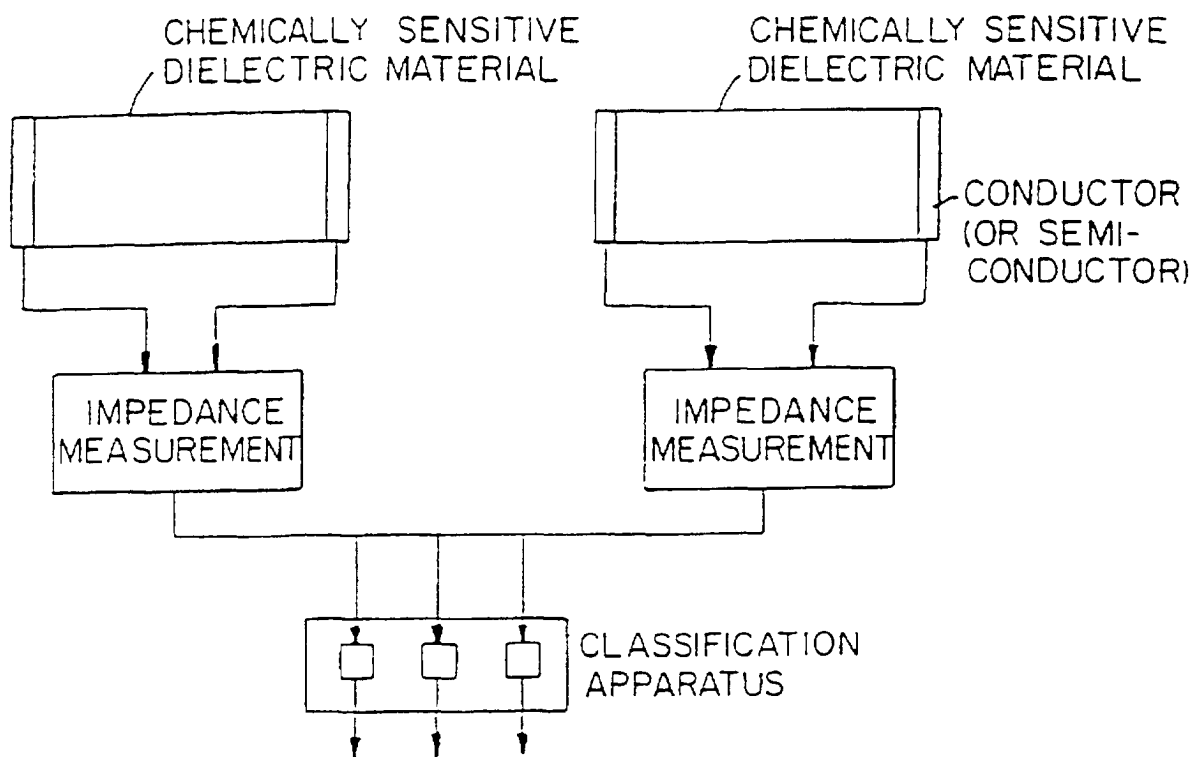 CHEMICALLY SENSITIVE
DIELECTRIC MATERIAL
CHEMICALLY SENSITIVE
DIELECTRIC MATERIAL
CONDUCTOR
(OR SEMI-
CONDUCTOR)
IMPEDANCE
MEASUREMENT
IMPEDANCE
MEASUREMENT
CLASSIFICATION
APPARATUS